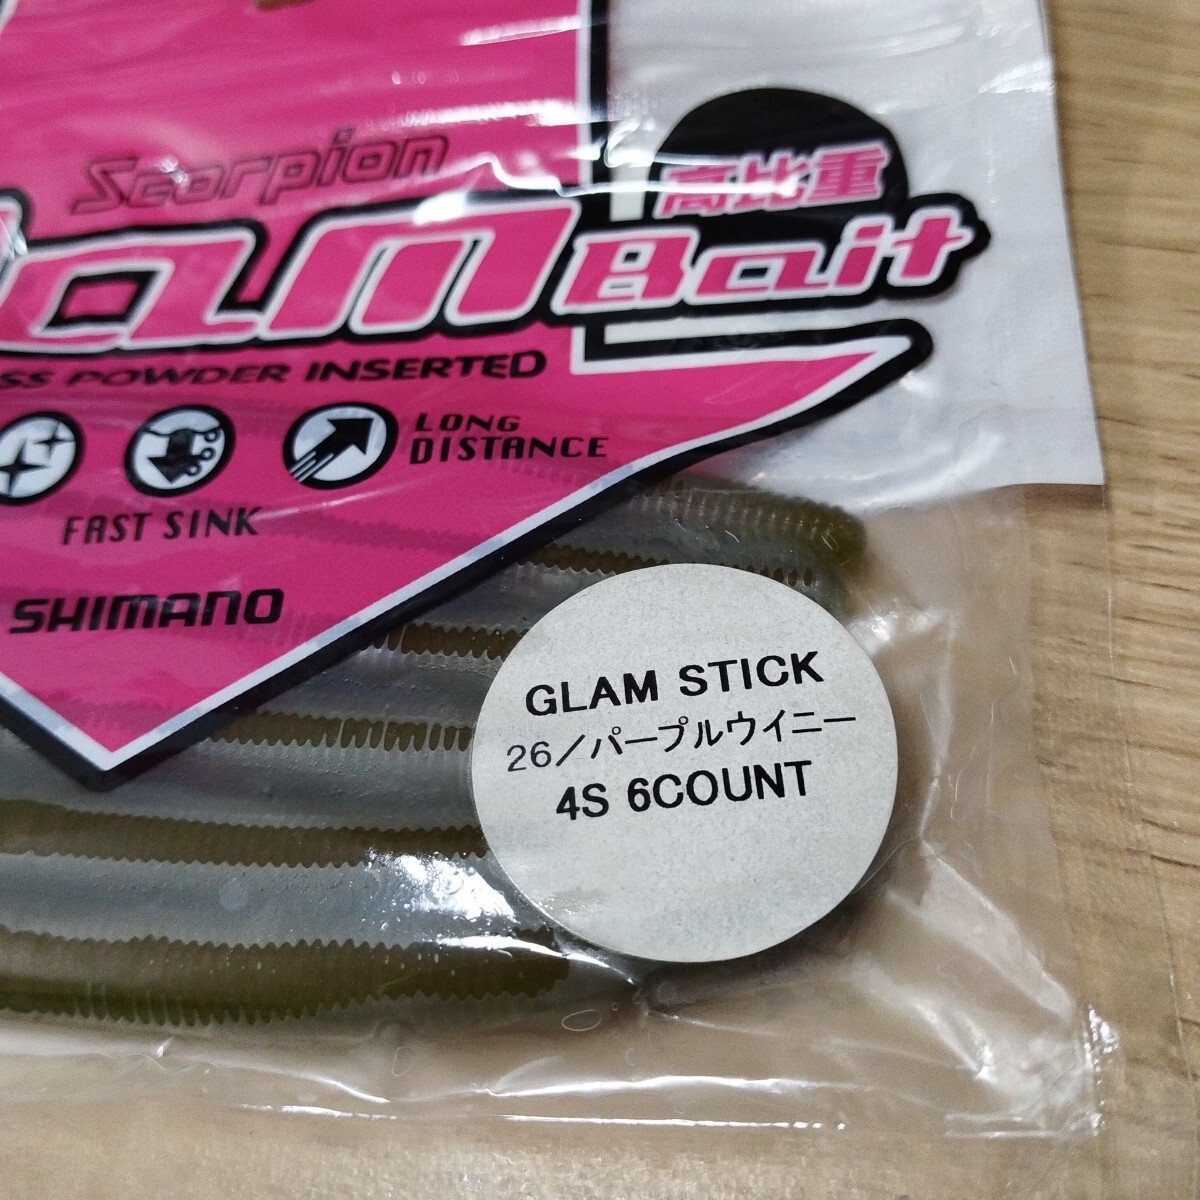 Scorpion
高比重
Bait
POWDER INSERTED
LONG
DISTANCE
FAST SINK
SHIMANO
GLAM STICK
26/パープルウイニー
4S 6COUNT